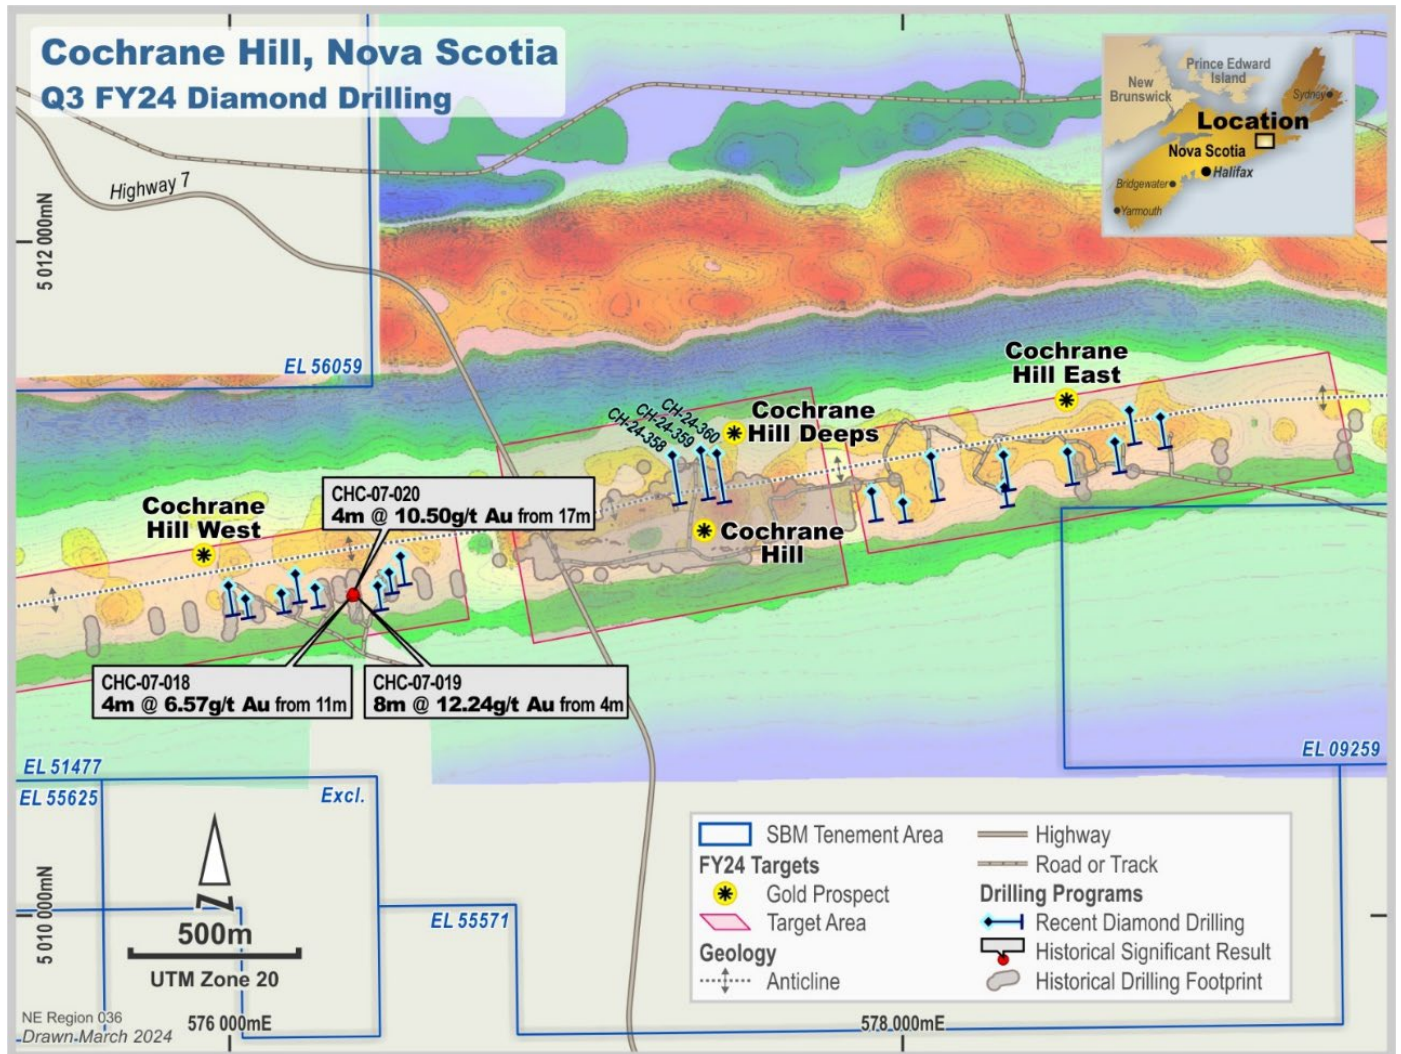 Cochrane Hill, Nova Scotia
Q3 FY24 Diamond Drilling
New
Brunswick
Prince Edward
Island
Sydney
Location
Nova Scotia
Halifax
Bridgewater
Yarmouth
Highway 7
5 012 000mN
EL 56059
Cochrane
Hill East
CH-24-360
CH-24-359
CH-24-358
Cochrane
Hill Deeps
Cochrane
Hill West
CHC-07-020
4m @ 10.50g/t Au from 17m
Cochrane
Hill
CHC-07-018
4m @ 6.57g/t Au from 11m
CHC-07-019
8m @ 12.24g/t Au from 4m
EL 09259
EL 51477
EL 55625
Excl.
EL 55571
5 010 000mN
N
500m
UTM Zone 20
NE Region 036
Drawn March 2024
576 000mE
578 000mE
SBM Tenement Area
FY24 Targets
Gold Prospect
Target Area
Geology
Anticline
Highway
Road or Track
Drilling Programs
Recent Diamond Drilling
Historical Significant Result
Historical Drilling Footprint